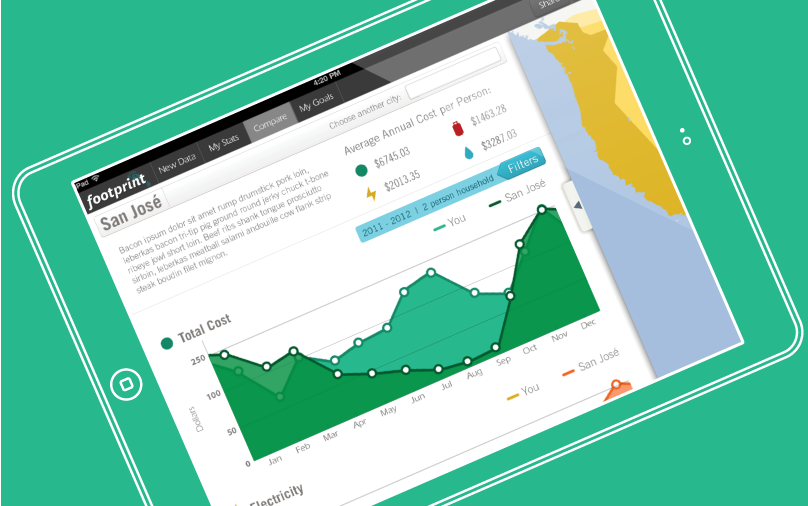 iPad
4:20 PM
footprint
New Data
My Stats
Compare
My Goals
Share
San José
Choose another city:
Bacon ipsum dolor sit amet rump drumstick pork loin,
leberkas bacon tri-tip pig ground round jerky chuck t-bone
ribeye jowl short loin. Beef ribs shank tongue prosciutto
sirloin, leberkas meatball salami andouille cow flank strip
steak boudin filet mignon.
Average Annual Cost per Person:
$6745.03
$1463.28
$2013.35
$3287.03
2011 - 2012 | 2 person household
Filters
You
San José
Total Cost
250
100
50
0
Dollars
Jan
Feb
Mar
Apr
May
Jun
Jul
Aug
Sep
Oct
Nov
Dec
You
San José
Electricity